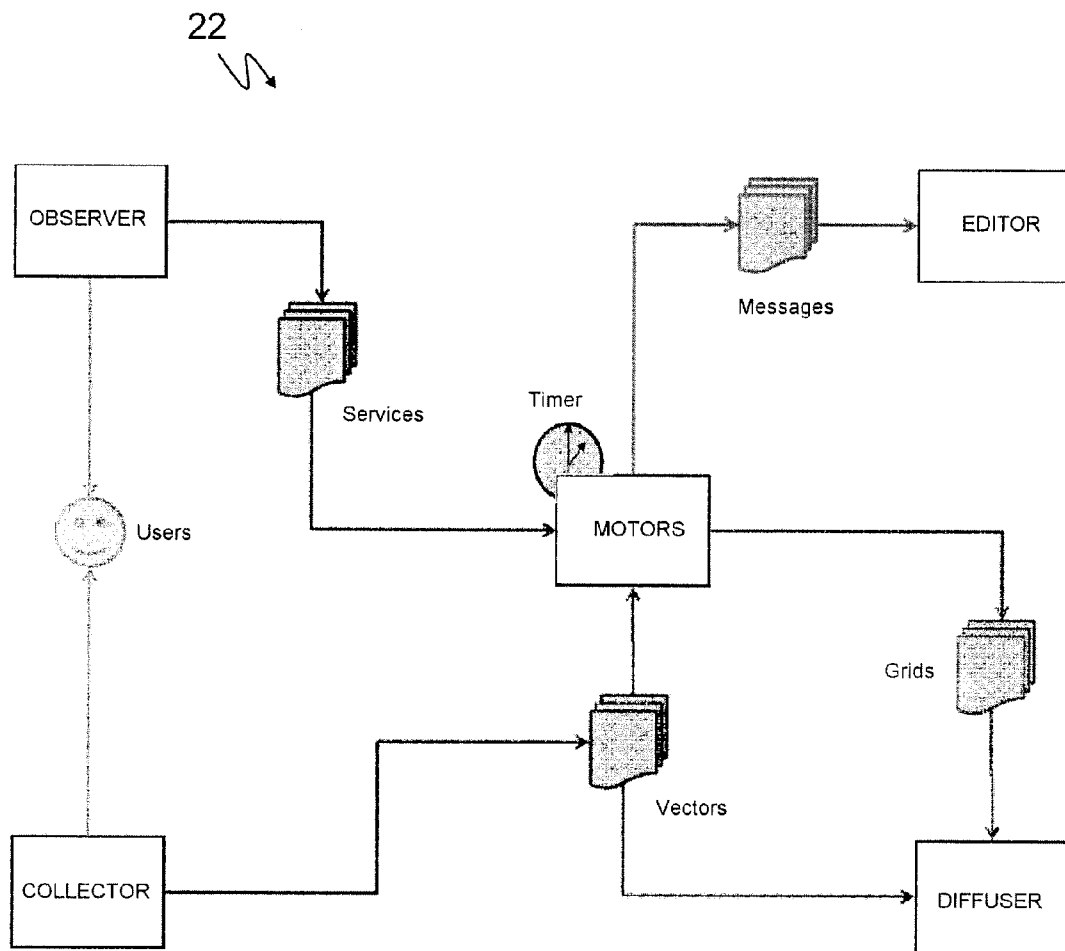 22
OBSERVER
EDITOR
Messages
Timer
Services
Users
MOTORS
Grids
Vectors
COLLECTOR
DIFFUSER